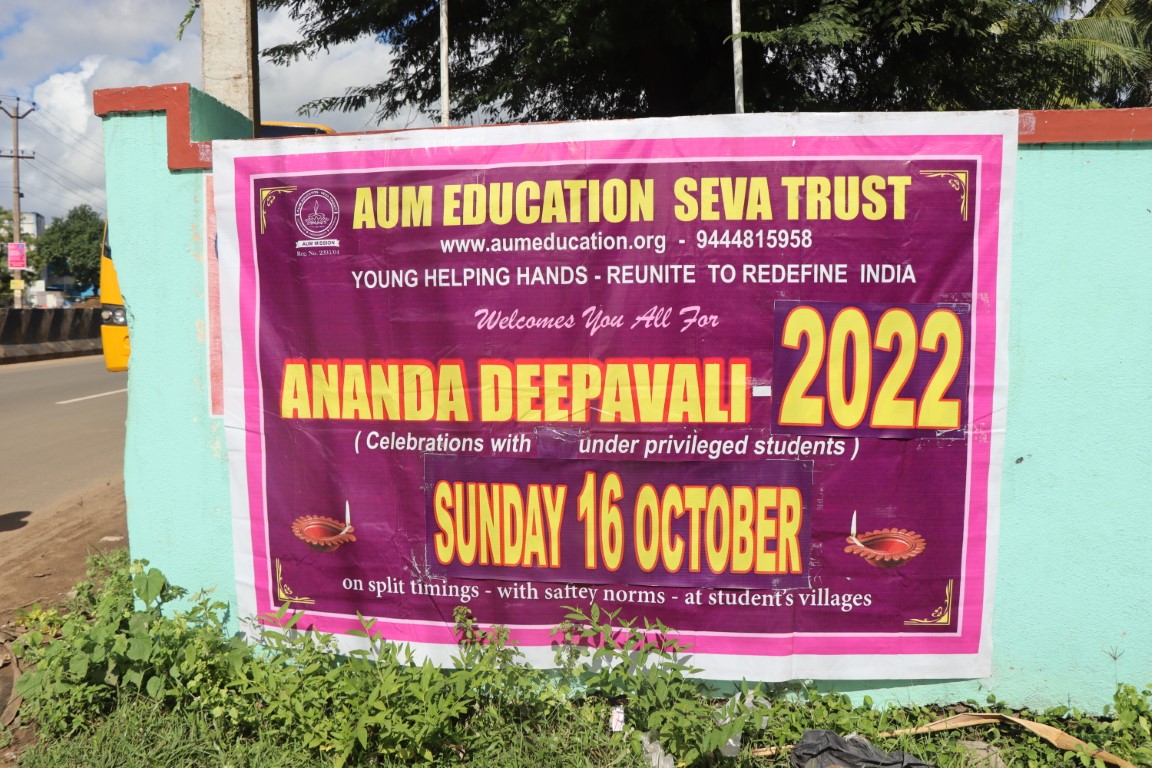 AUM EDUCATION SEVA TRUST
www.aumeducation.org - 9444815958
AUM MISSION
YOUNG HELPING HANDS - REUNITE TO REDEFINE INDIA
Welcomes You All For
ANANDA DEEPAVALI - 2022
( Celebrations with under privileged students )
SUNDAY 16 OCTOBER
on split timings - with saftey norms - at student's villages